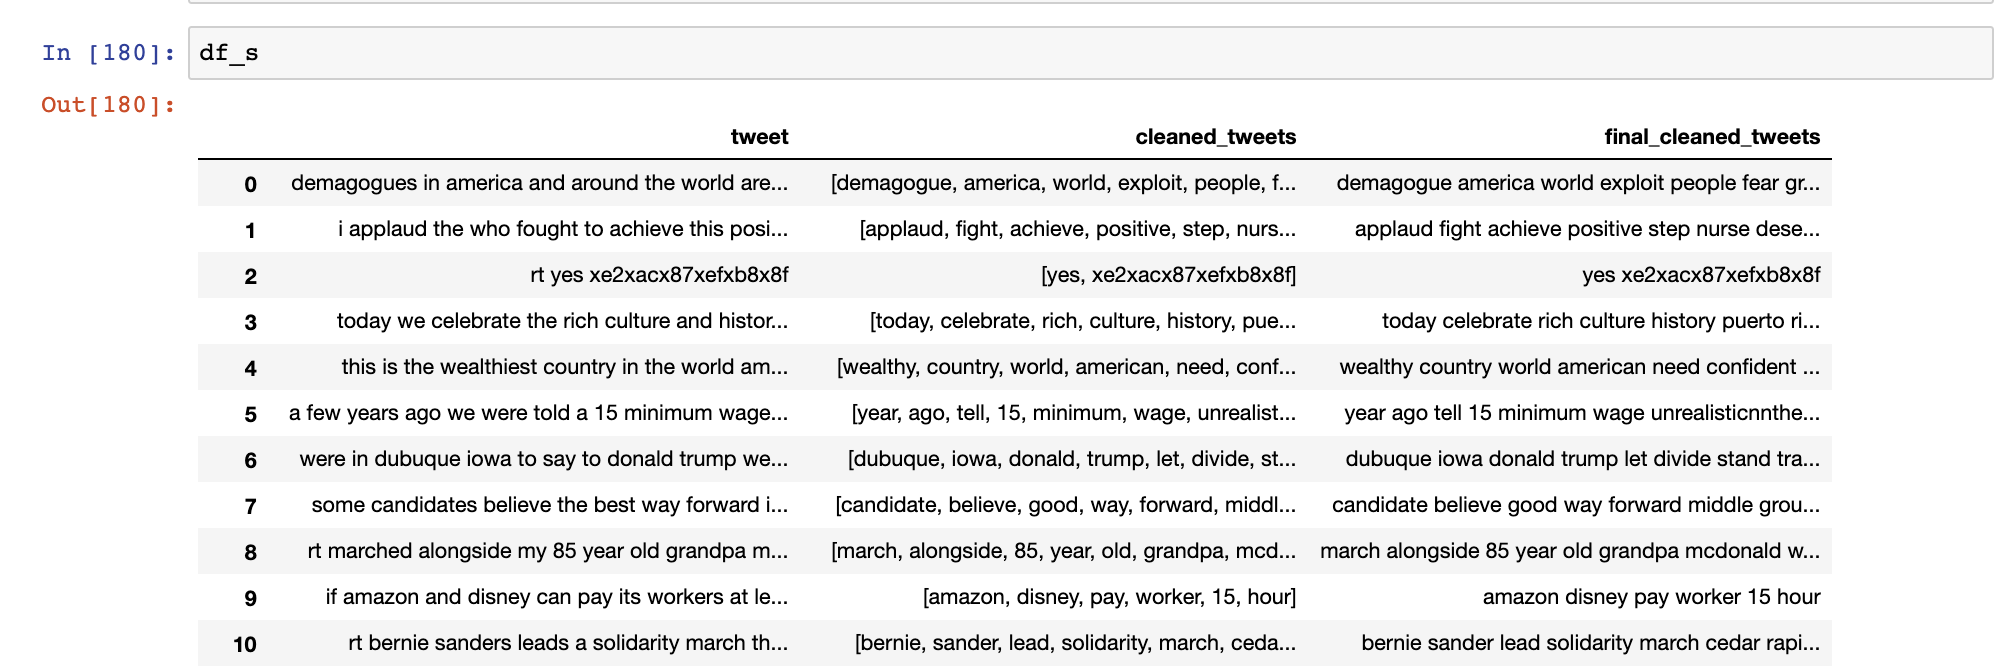 In [180]: df_s
Out[180]:
tweet cleaned_tweets final_cleaned_tweets
0 demagogues in america and around the world are... [demagogue, america, world, exploit, people, f... demagogue america world exploit people fear gr...
1 i applaud the who fought to achieve this posi... [applaud, fight, achieve, positive, step, nurs... applaud fight achieve positive step nurse dese...
2 rt yes xe2xacx87xefxb8x8f [yes, xe2xacx87xefxb8x8f] yes xe2xacx87xefxb8x8f
3 today we celebrate the rich culture and histor... [today, celebrate, rich, culture, history, pue... today celebrate rich culture history puerto ri...
4 this is the wealthiest country in the world am... [wealthy, country, world, american, need, conf... wealthy country world american need confident ...
5 a few years ago we were told a 15 minimum wage... [year, ago, tell, 15, minimum, wage, unrealist... year ago tell 15 minimum wage unrealisticnnthe...
6 were in dubuque iowa to say to donald trump we... [dubuque, iowa, donald, trump, let, divide, st... dubuque iowa donald trump let divide stand tra...
7 some candidates believe the best way forward i... [candidate, believe, good, way, forward, middl... candidate believe good way forward middle grou...
8 rt marched alongside my 85 year old grandpa m... [march, alongside, 85, year, old, grandpa, mcd... march alongside 85 year old grandpa mcdonald w...
9 if amazon and disney can pay its workers at le... [amazon, disney, pay, worker, 15, hour] amazon disney pay worker 15 hour
10 rt bernie sanders leads a solidarity march th... [bernie, sander, lead, solidarity, march, ceda... bernie sander lead solidarity march cedar rapi...